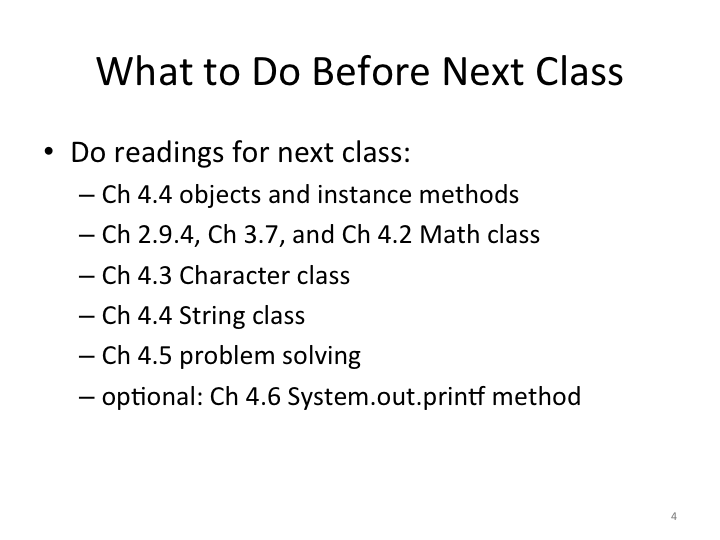 What to Do Before Next Class
• Do readings for next class:
– Ch 4.4 objects and instance methods
– Ch 2.9.4, Ch 3.7, and Ch 4.2 Math class
– Ch 4.3 Character class
– Ch 4.4 String class
– Ch 4.5 problem solving
– optional: Ch 4.6 System.out.printf method
4